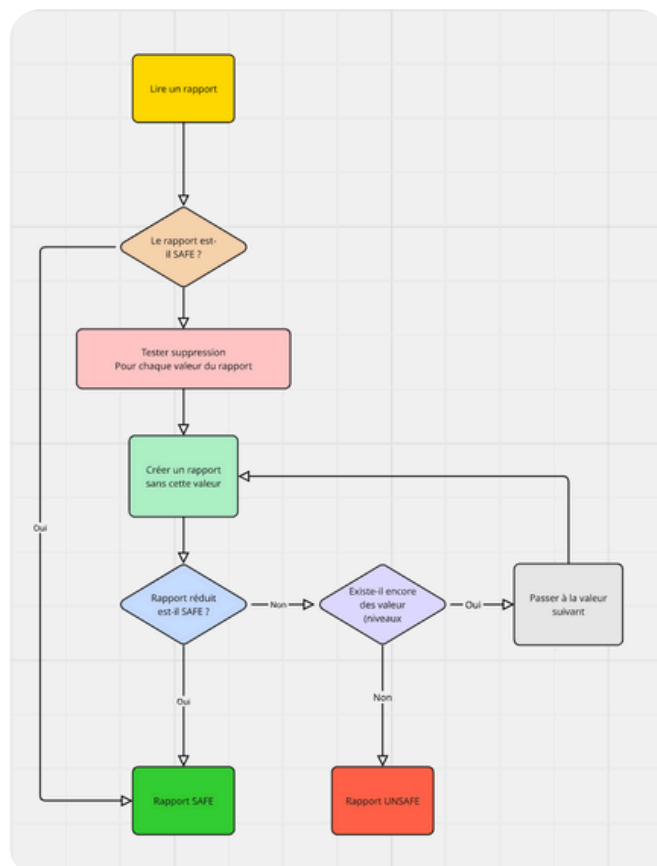 Lire un rapport
Le rapport est-
il SAFE ?
Tester suppression
Pour chaque valeur du rapport
Créer un rapport
sans cette valeur
Oui
Rapport réduit
est-il SAFE ?
Non
Existe-il encore
des valeur
(niveaux
Oui
Passer à la valeur
suivant
Oui
Non
Rapport SAFE
Rapport UNSAFE